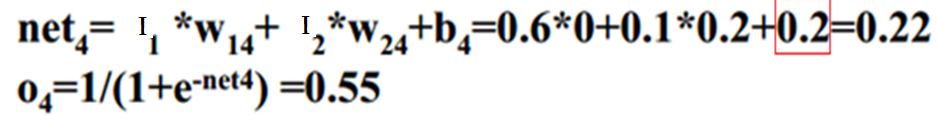 net₄= I₁ *w₁₄+ I₂*w₂₄+b₄=0.6*0+0.1*0.2+0.2=0.22
o₄=1/(1+e⁻ⁿᵉᵗ⁴) =0.55